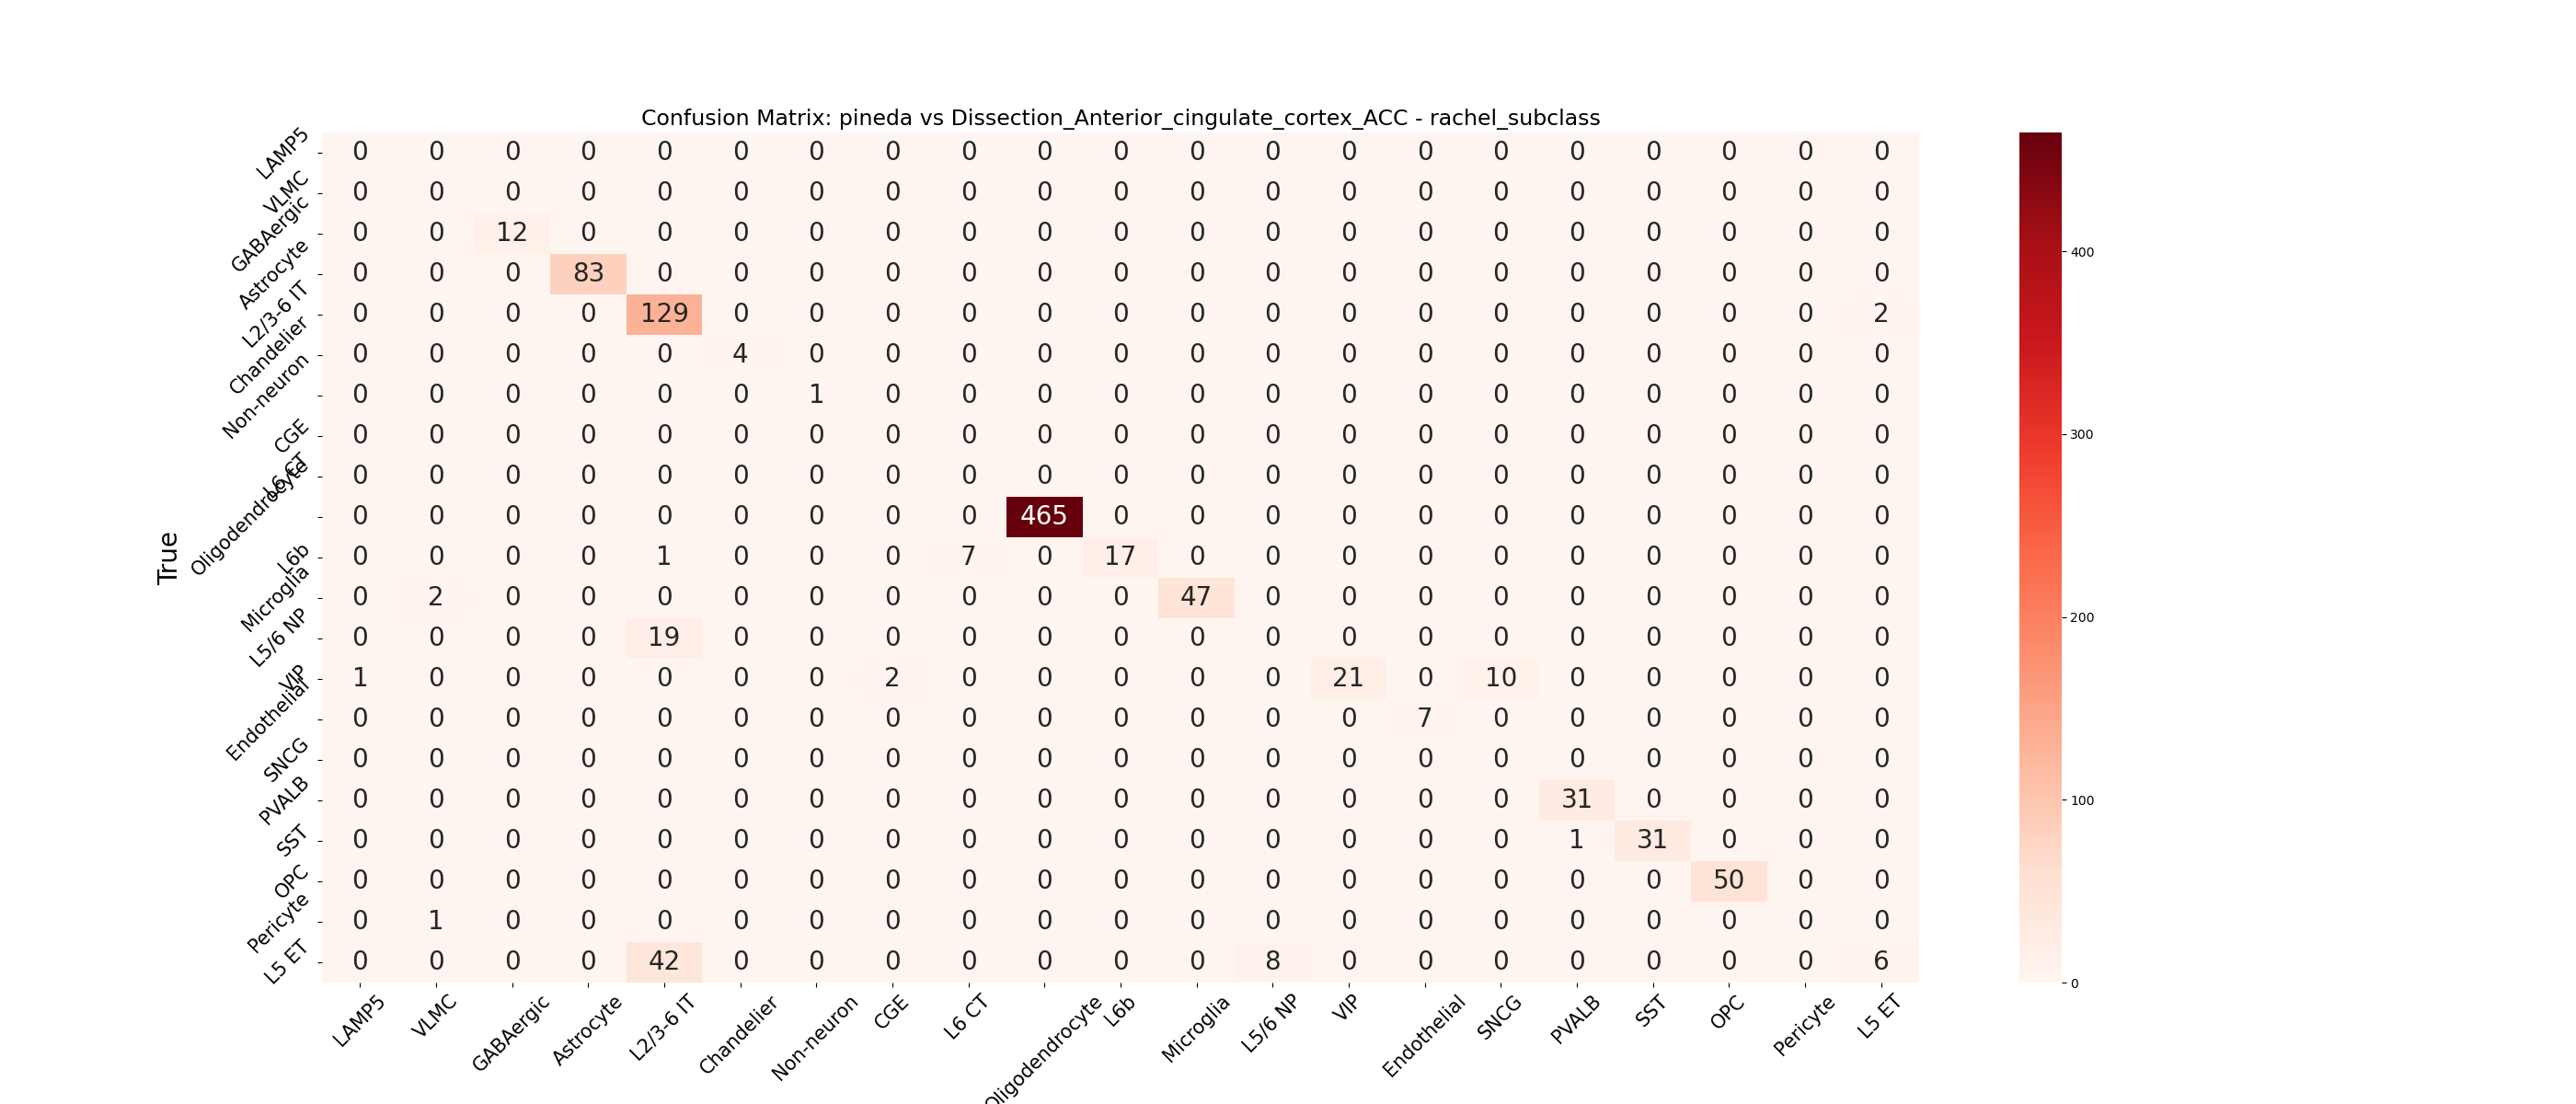 Confusion Matrix: pineda vs Dissection_Anterior_cingulate_cortex_ACC - rachel_subclass
True
LAMP5 0 0 0 0 0 0 0 0 0 0 0 0 0 0 0 0 0 0 0 0 0
VLMC 0 0 0 0 0 0 0 0 0 0 0 0 0 0 0 0 0 0 0 0 0
GABAergic 0 0 12 0 0 0 0 0 0 0 0 0 0 0 0 0 0 0 0 0 0
Astrocyte 0 0 0 83 0 0 0 0 0 0 0 0 0 0 0 0 0 0 0 0 0
L2/3-6 IT 0 0 0 0 129 0 0 0 0 0 0 0 0 0 0 0 0 0 0 0 2
Chandelier 0 0 0 0 0 4 0 0 0 0 0 0 0 0 0 0 0 0 0 0 0
Non-neuron 0 0 0 0 0 0 1 0 0 0 0 0 0 0 0 0 0 0 0 0 0
CGE 0 0 0 0 0 0 0 0 0 0 0 0 0 0 0 0 0 0 0 0 0
L6 CT 0 0 0 0 0 0 0 0 0 0 0 0 0 0 0 0 0 0 0 0 0
Oligodendrocyte 0 0 0 0 0 0 0 0 0 465 0 0 0 0 0 0 0 0 0 0 0
L6b 0 0 0 0 1 0 0 0 7 0 17 0 0 0 0 0 0 0 0 0 0
Microglia 0 2 0 0 0 0 0 0 0 0 0 47 0 0 0 0 0 0 0 0 0
L5/6 NP 0 0 0 0 19 0 0 0 0 0 0 0 0 0 0 0 0 0 0 0 0
VIP 1 0 0 0 0 0 0 2 0 0 0 0 0 21 0 10 0 0 0 0 0
Endothelial 0 0 0 0 0 0 0 0 0 0 0 0 0 0 7 0 0 0 0 0 0
SNCG 0 0 0 0 0 0 0 0 0 0 0 0 0 0 0 0 0 0 0 0 0
PVALB 0 0 0 0 0 0 0 0 0 0 0 0 0 0 0 0 31 0 0 0 0
SST 0 0 0 0 0 0 0 0 0 0 0 0 0 0 0 0 1 31 0 0 0
OPC 0 0 0 0 0 0 0 0 0 0 0 0 0 0 0 0 0 0 50 0 0
Pericyte 0 1 0 0 0 0 0 0 0 0 0 0 0 0 0 0 0 0 0 0 0
L5 ET 0 0 0 0 42 0 0 0 0 0 0 0 8 0 0 0 0 0 0 0 6
LAMP5 VLMC GABAergic Astrocyte L2/3-6 IT Chandelier Non-neuron CGE L6 CT Oligodendrocyte L6b Microglia L5/6 NP VIP Endothelial SNCG PVALB SST OPC Pericyte L5 ET
400
300
200
100
0